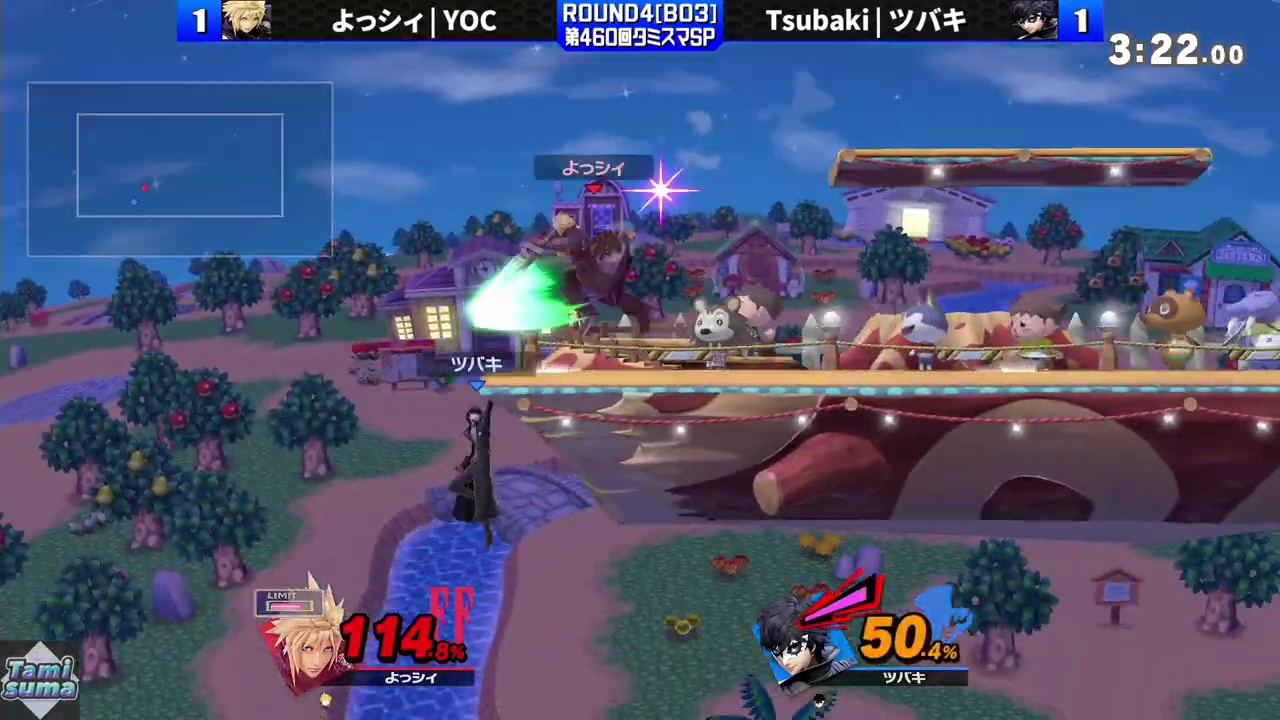 1
よっシィ | YOC
ROUND4[BO3]
第460回タミスマSP
Tsubaki | ツバキ
1
3:22.00
よっシィ
ツバキ
LIMIT
114.8%
よっシィ
50.4%
ツバキ
Tami
suma